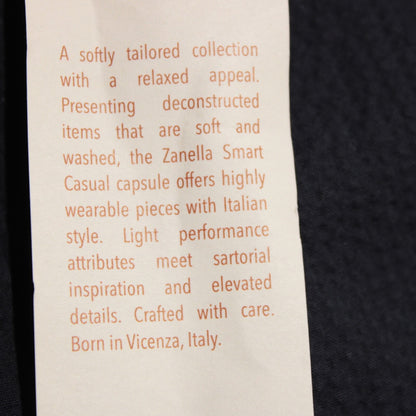 A softly tailored collection
with a relaxed appeal.
Presenting deconstructed
items that are soft and
washed, the Zanella Smart
Casual capsule offers highly
wearable pieces with Italian
style. Light performance
attributes meet sartorial
inspiration and elevated
details. Crafted with care.
Born in Vicenza, Italy.